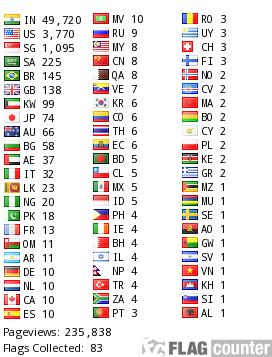 IN 49,720
US 3,770
SG 1,095
SA 225
BR 145
GB 138
KW 99
JP 74
AU 66
BG 58
AE 37
IT 32
LK 23
NG 20
PK 18
FR 13
OM 11
AR 11
DE 10
NL 10
CA 10
ES 10
MV 10
RU 9
MY 8
CN 8
QA 8
VE 7
KR 6
CO 6
TH 6
EC 6
BD 5
CL 5
MX 5
ID 5
PH 4
IE 4
BH 4
IL 4
NP 4
TR 4
ZA 4
PT 3
RO 3
UY 3
CH 3
FI 3
NO 2
CV 2
MA 2
BO 2
CY 2
PL 2
KE 2
GR 2
MZ 1
MU 1
SE 1
AO 1
GW 1
SV 1
VN 1
KH 1
SI 1
AL 1
Pageviews: 235,838
Flags Collected: 83
FLAG counter